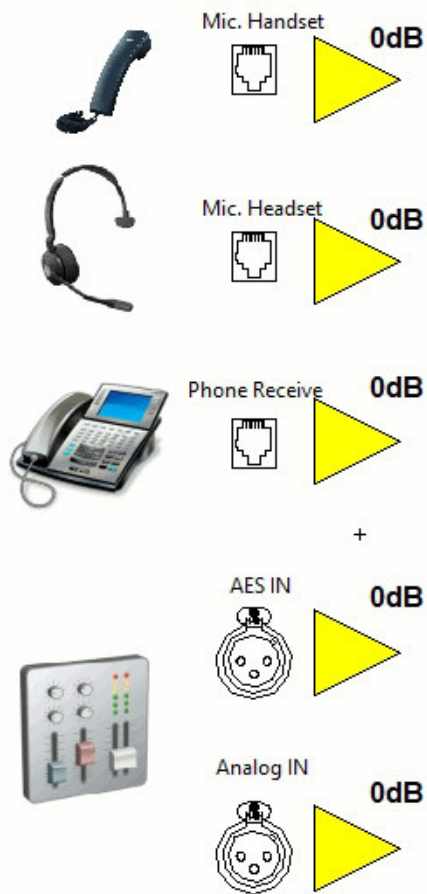 Mic. Handset
0dB
Mic. Headset
0dB
Phone Receive
0dB
+
AES IN
0dB
Analog IN
0dB